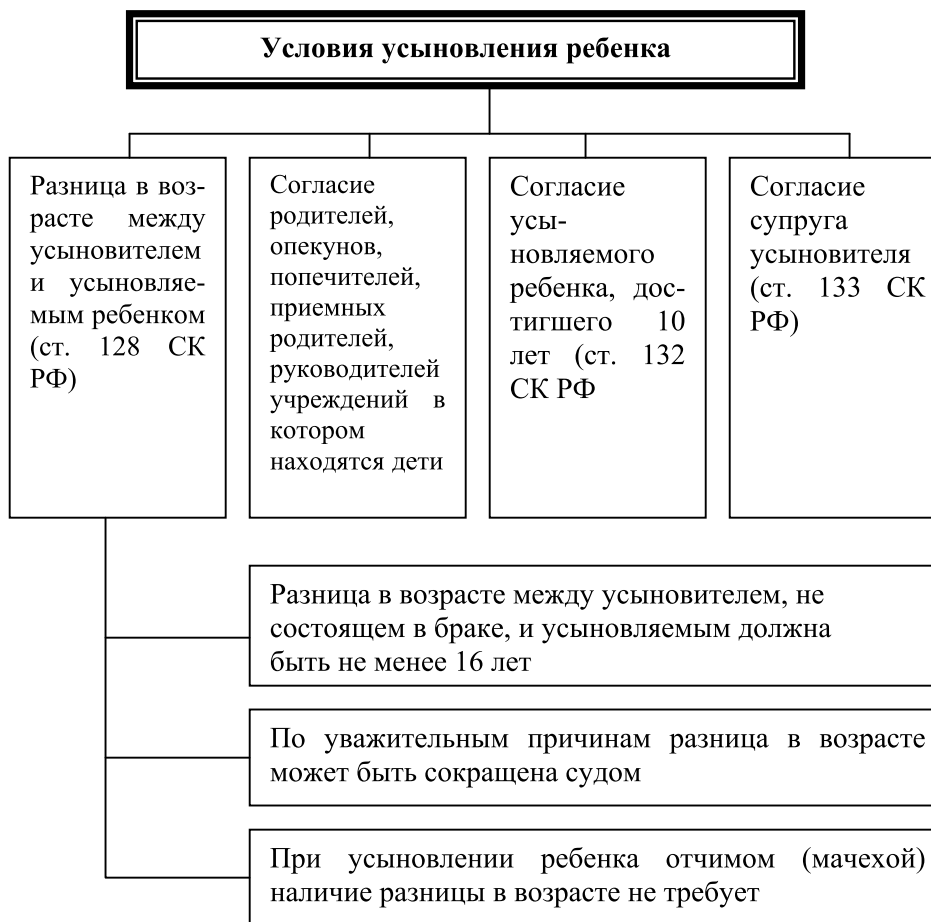 Условия усыновления ребенка
Разница в воз-
расте между
усыновителем
и усыновляе-
мым ребенком
(ст. 128 СК
РФ)
Согласие
родителей,
опекунов,
попечителей,
приемных
родителей,
руководителей
учреждений в
котором
находятся дети
Согласие
усы-
новляемого
ребенка, дос-
тигшего 10
лет (ст. 132
СК РФ
Согласие
супруга
усыновителя
(ст. 133 СК
РФ)
Разница в возрасте между усыновителем, не
состоящем в браке, и усыновляемым должна
быть не менее 16 лет
По уважительным причинам разница в возрасте
может быть сокращена судом
При усыновлении ребенка отчимом (мачехой)
наличие разницы в возрасте не требует